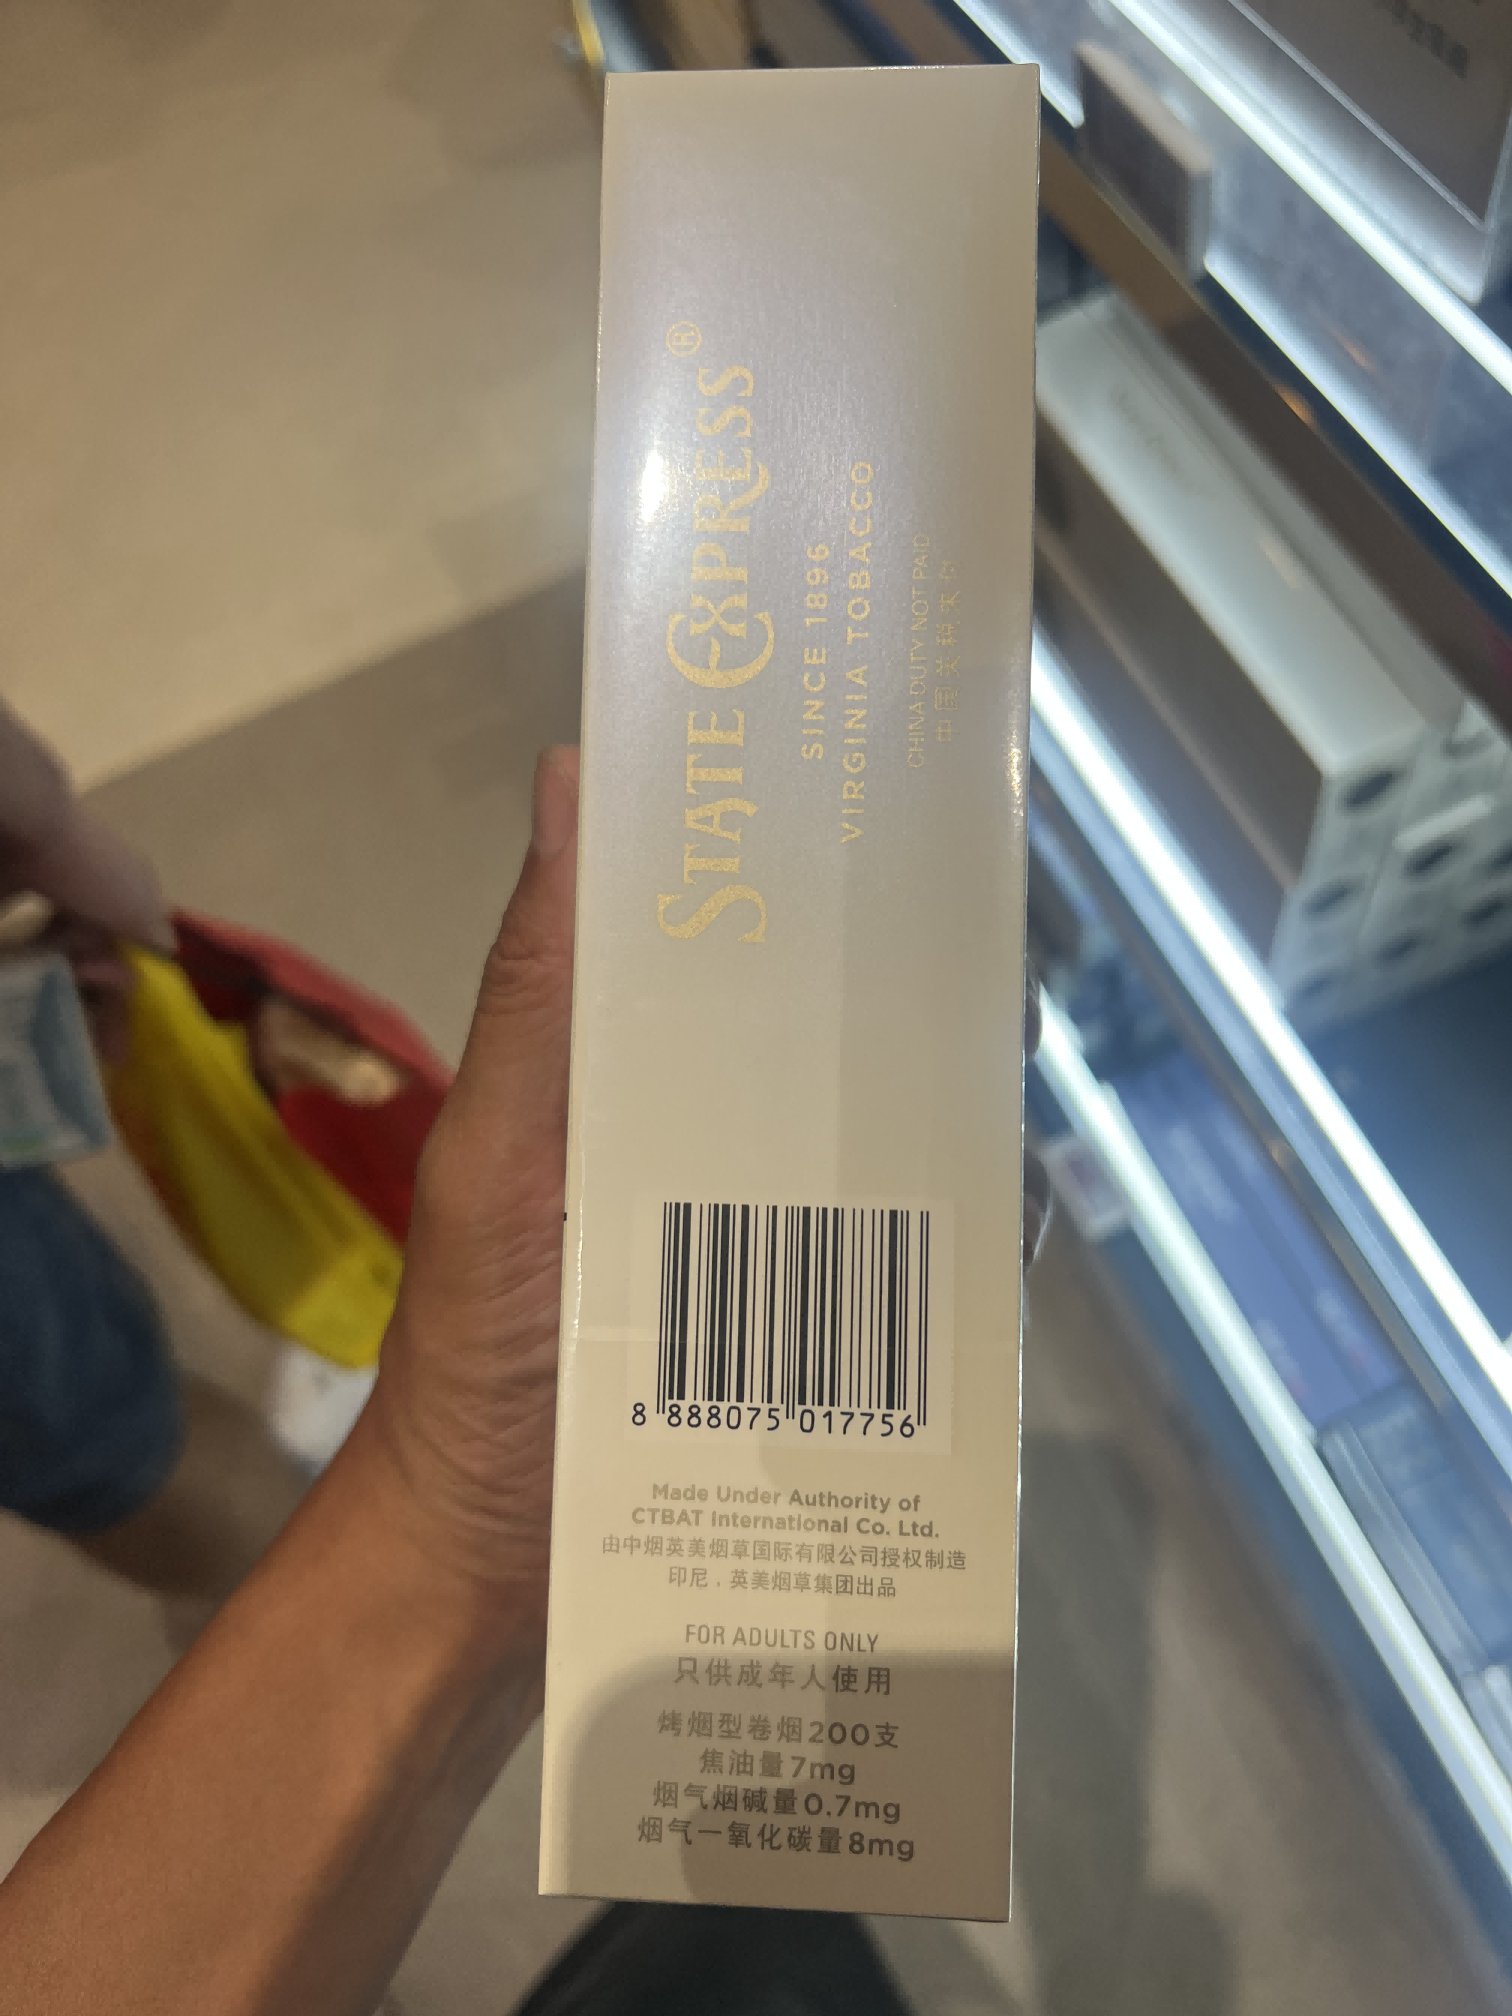 STATE EXPRESS®
SINCE 1896
VIRGINIA TOBACCO
CHINA DUTY NOT PAID
中国关税未付
8 888075 017756
Made Under Authority of
CTBAT International Co. Ltd.
由中烟英美烟草国际有限公司授权制造
印尼．英美烟草集团出品
FOR ADULTS ONLY
只供成年人使用
烤烟型卷烟200支
焦油量7mg
烟气烟碱量0.7mg
烟气一氧化碳量8mg